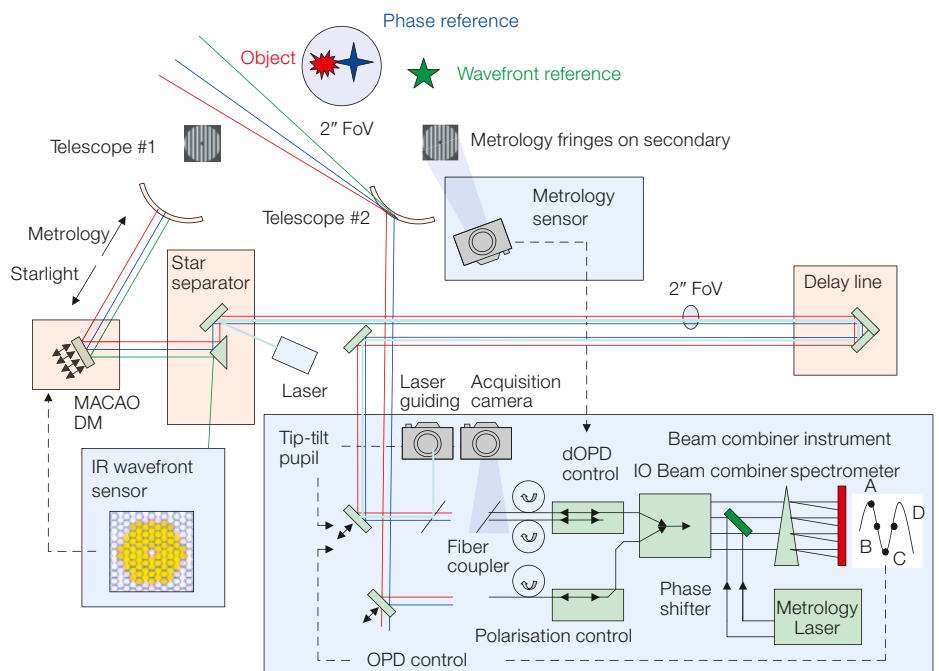 Phase reference
Object
Wavefront reference
2″ FoV
Telescope #1
Metrology fringes on secondary
Telescope #2
Metrology
sensor
Metrology
Starlight
Star
separator
2″ FoV
Delay line
MACAO
DM
Laser
Laser
guiding
Acquisition
camera
Tip-tilt
pupil
dOPD
control
Beam combiner instrument
IO Beam combiner spectrometer
IR wavefront
sensor
A
B
C
D
Fiber
coupler
Phase
shifter
Metrology
Laser
Polarisation control
OPD control